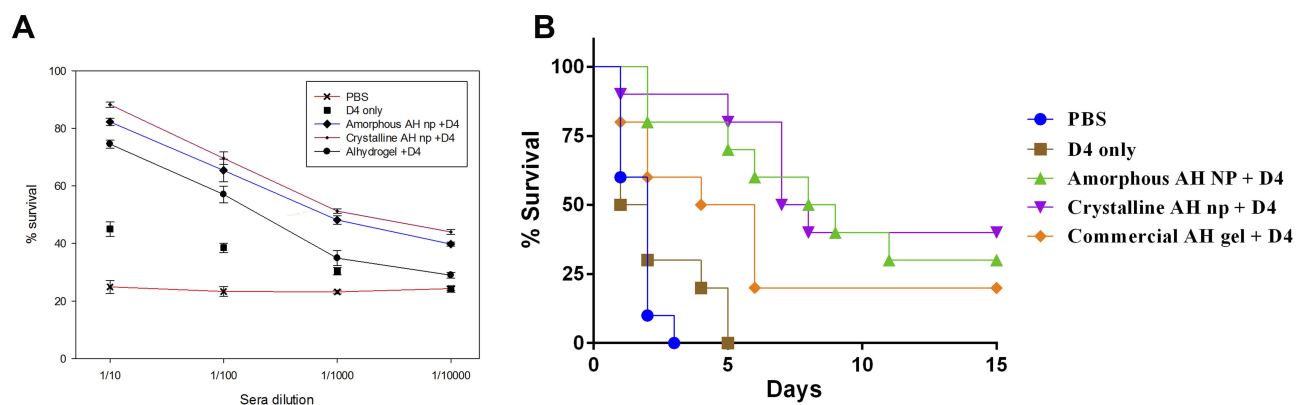 A
% survival
100
80
60
40
20
0
PBS
D4 only
Amorphous AH np +D4
Crystalline AH np +D4
Alhydrogel +D4
1/10
1/100
1/1000
1/10000
Sera dilution
B
% Survival
100
75
50
25
0
0
5
10
15
Days
PBS
D4 only
Amorphous AH NP + D4
Crystalline AH np + D4
Commercial AH gel + D4